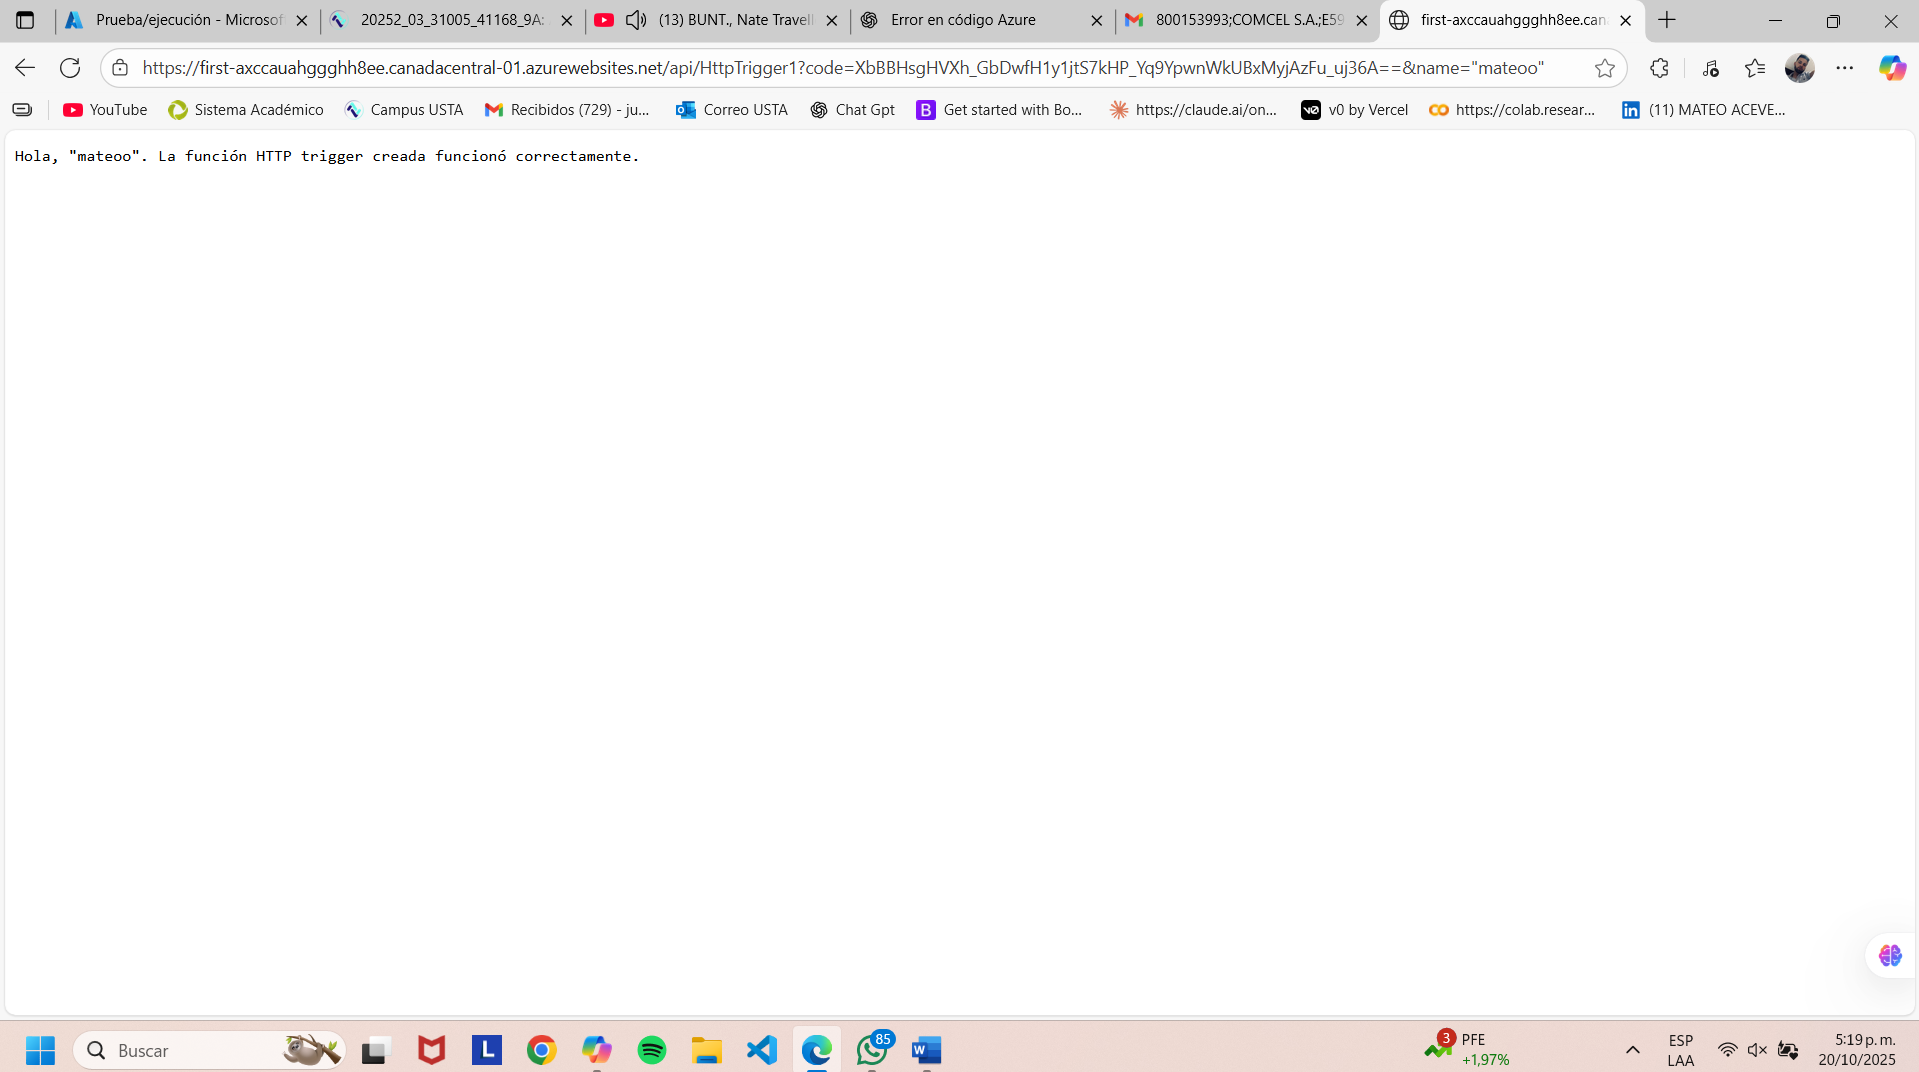 Prueba/ejecución - Microsof
20252_03_31005_41168_9A:
(13) BUNT., Nate Travell
Error en código Azure
800153993;COMCEL S.A.;E59
first-axccauahggghh8ee.can
https://first-axccauahggghh8ee.canadacentral-01.azurewebsites.net/api/HttpTrigger1?code=XbBBHsgHVXh_GbDwfH1y1jtS7kHP_Yq9YpwnWkUBxMyjAzFu_uj36A==&name="mateoo"
YouTube
Sistema Académico
Campus USTA
Recibidos (729) - ju...
Correo USTA
Chat Gpt
Get started with Bo...
https://claude.ai/on...
v0 by Vercel
https://colab.resear...
(11) MATEO ACEVE...
Hola, "mateoo". La función HTTP trigger creada funcionó correctamente.
Buscar
85
3
PFE
+1,97%
ESP
LAA
5:19 p. m.
20/10/2025